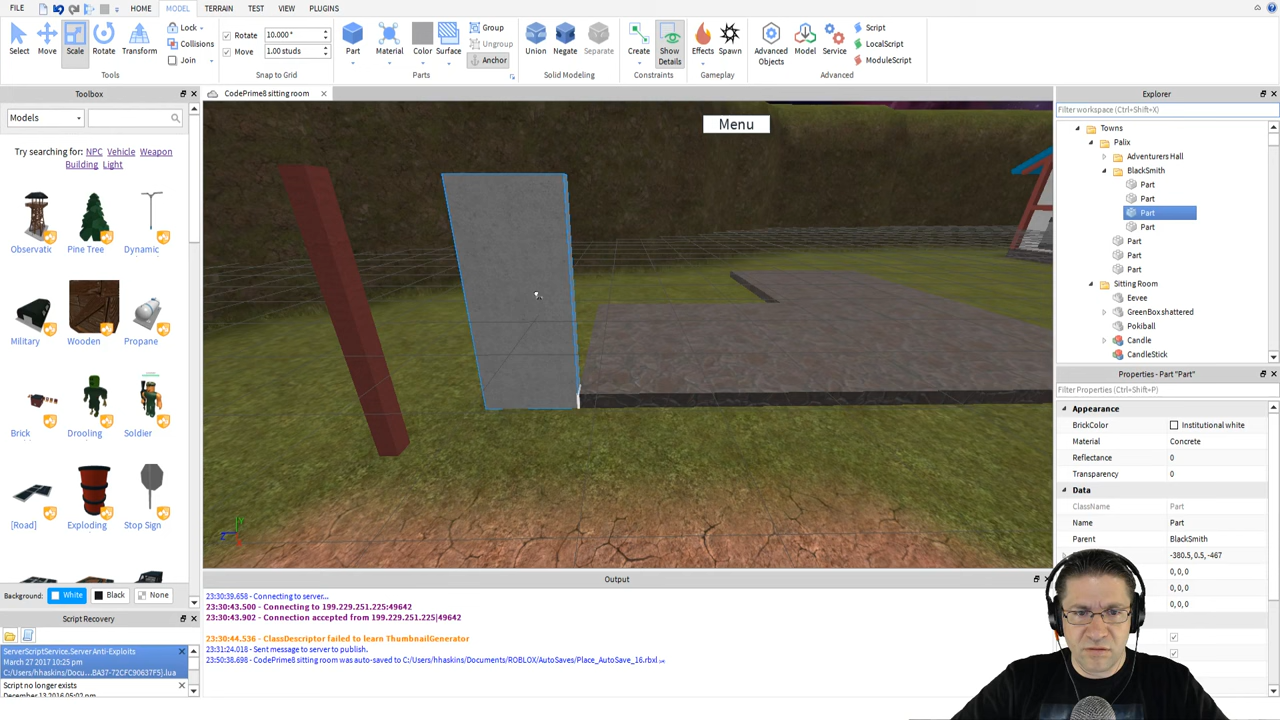 FILE HOME MODEL TERRAIN TEST VIEW PLUGINS
Select Move Scale Rotate Transform
Lock
Collisions
Join
Tools
Rotate 10.000 °
Move 1.00 studs
Snap to Grid
Part Material Color Surface
Group
Ungroup
Anchor
Parts
Union Negate Separate
Solid Modeling
Create Show Details
Constraints
Effects Spawn
Gameplay
Advanced Objects Model Service
Script
LocalScript
ModuleScript
Advanced
Toolbox
Models
Try searching for: NPC Vehicle Weapon
Building Light
Observatic Pine Tree Dynamic
Military Wooden Propane
Brick Drooling Soldier
[Road] Exploding Stop Sign
Background: White Black None
Script Recovery
ServerScriptService.Server Anti-Exploits
March 27 2017 10:25 pm
Script no longer exists
December 13 2016 05:02 pm
CodePrime8 sitting room
Menu
Output
23:30:39.658 - Connecting to server...
23:30:43.500 - Connecting to 199.229.251.225:49642
23:30:43.902 - Connection accepted from 199.229.251.225|49642
23:30:44.536 - ClassDescriptor failed to learn ThumbnailGenerator
23:31:24.018 - Sent message to server to publish.
23:50:38.698 - CodePrime8 sitting room was auto-saved to C:/Users/hhaskins/Documents/ROBLOX/AutoSaves/Place_AutoSave_16.rbxl
Explorer
Filter workspace (Ctrl+Shift+X)
Towns
Palix
Adventurers Hall
BlackSmith
Part
Part
Part
Part
Part
Part
Part
Sitting Room
Eevee
GreenBox shattered
Pokiball
Candle
CandleStick
Properties - Part "Part"
Filter Properties (Ctrl+Shift+P)
Appearance
BrickColor Institutional white
Material Concrete
Reflectance 0
Transparency 0
Data
ClassName Part
Name Part
Parent BlackSmith
-380.5, 0.5, -467
0, 0, 0
0, 0, 0
0, 0, 0